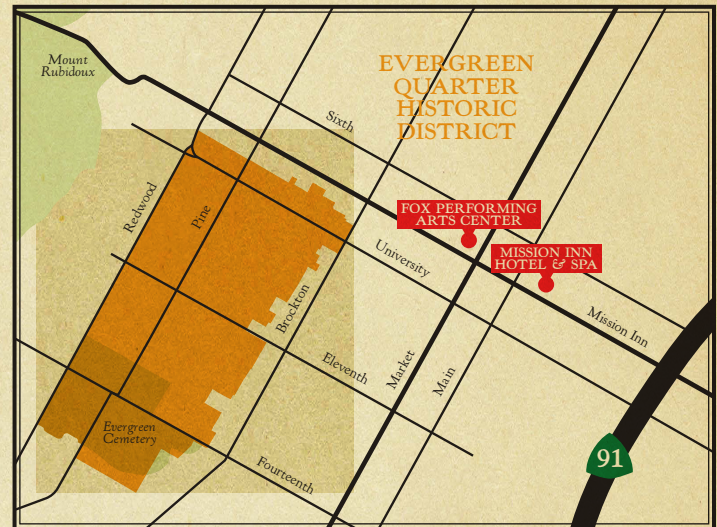 Mount
Rubidoux
EVERGREEN
QUARTER
HISTORIC
DISTRICT
Sixth
Redwood
Pine
FOX PERFORMING
ARTS CENTER
University
MISSION INN
HOTEL & SPA
Brockton
Mission Inn
Eleventh
Market
Main
Evergreen
Cemetery
Fourteenth
91